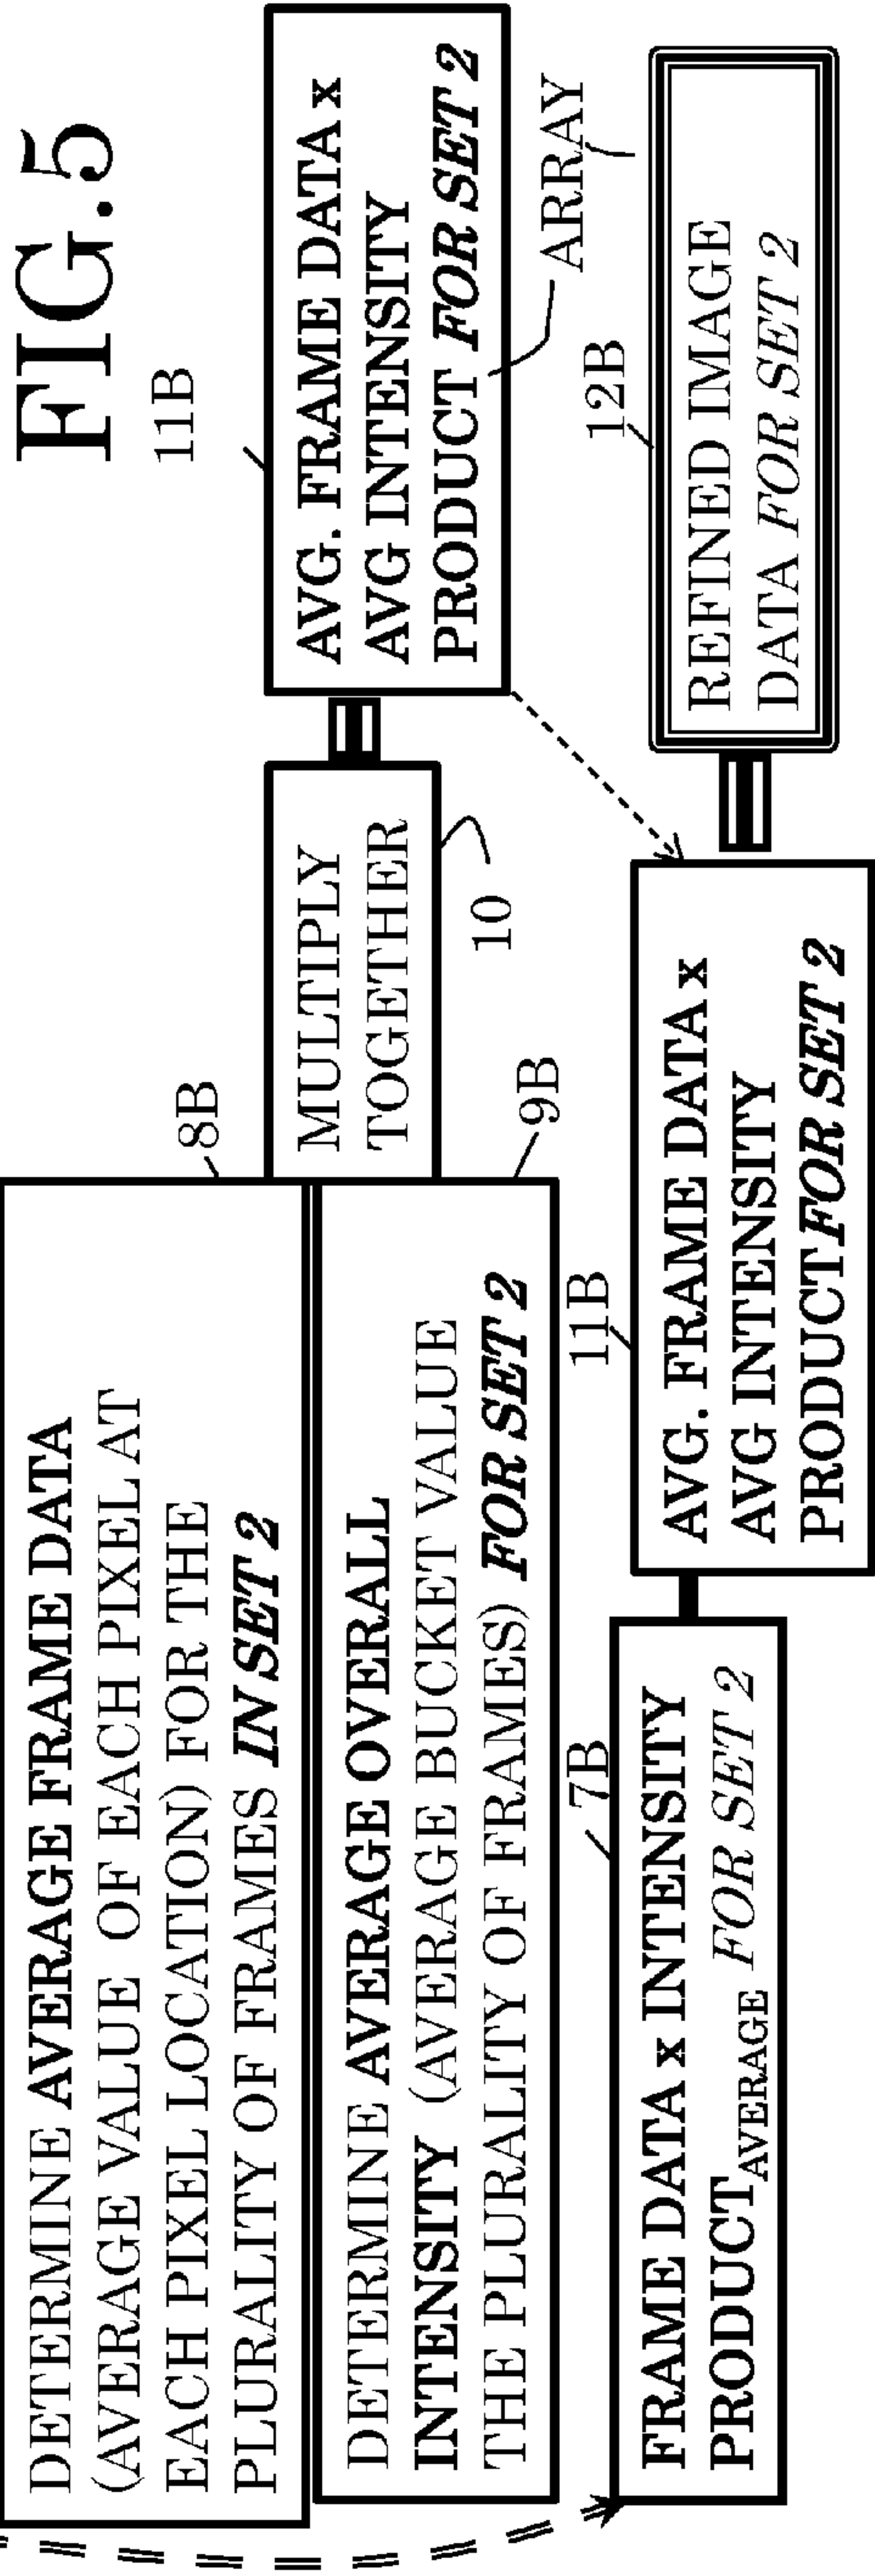 FIG.5
DETERMINE AVERAGE FRAME DATA
(AVERAGE VALUE OF EACH PIXEL AT
EACH PIXEL LOCATION) FOR THE
PLURALITY OF FRAMES IN SET 2
8B
DETERMINE AVERAGE OVERALL
INTENSITY (AVERAGE BUCKET VALUE
THE PLURALITY OF FRAMES) FOR SET 2
9B
MULTIPLY
TOGETHER
10
11B
AVG. FRAME DATA x
AVG INTENSITY
PRODUCT FOR SET 2
ARRAY
7B
FRAME DATA x INTENSITY
PRODUCTAVERAGE FOR SET 2
11B
AVG. FRAME DATA x
AVG INTENSITY
PRODUCT FOR SET 2
12B
REFINED IMAGE
DATA FOR SET 2